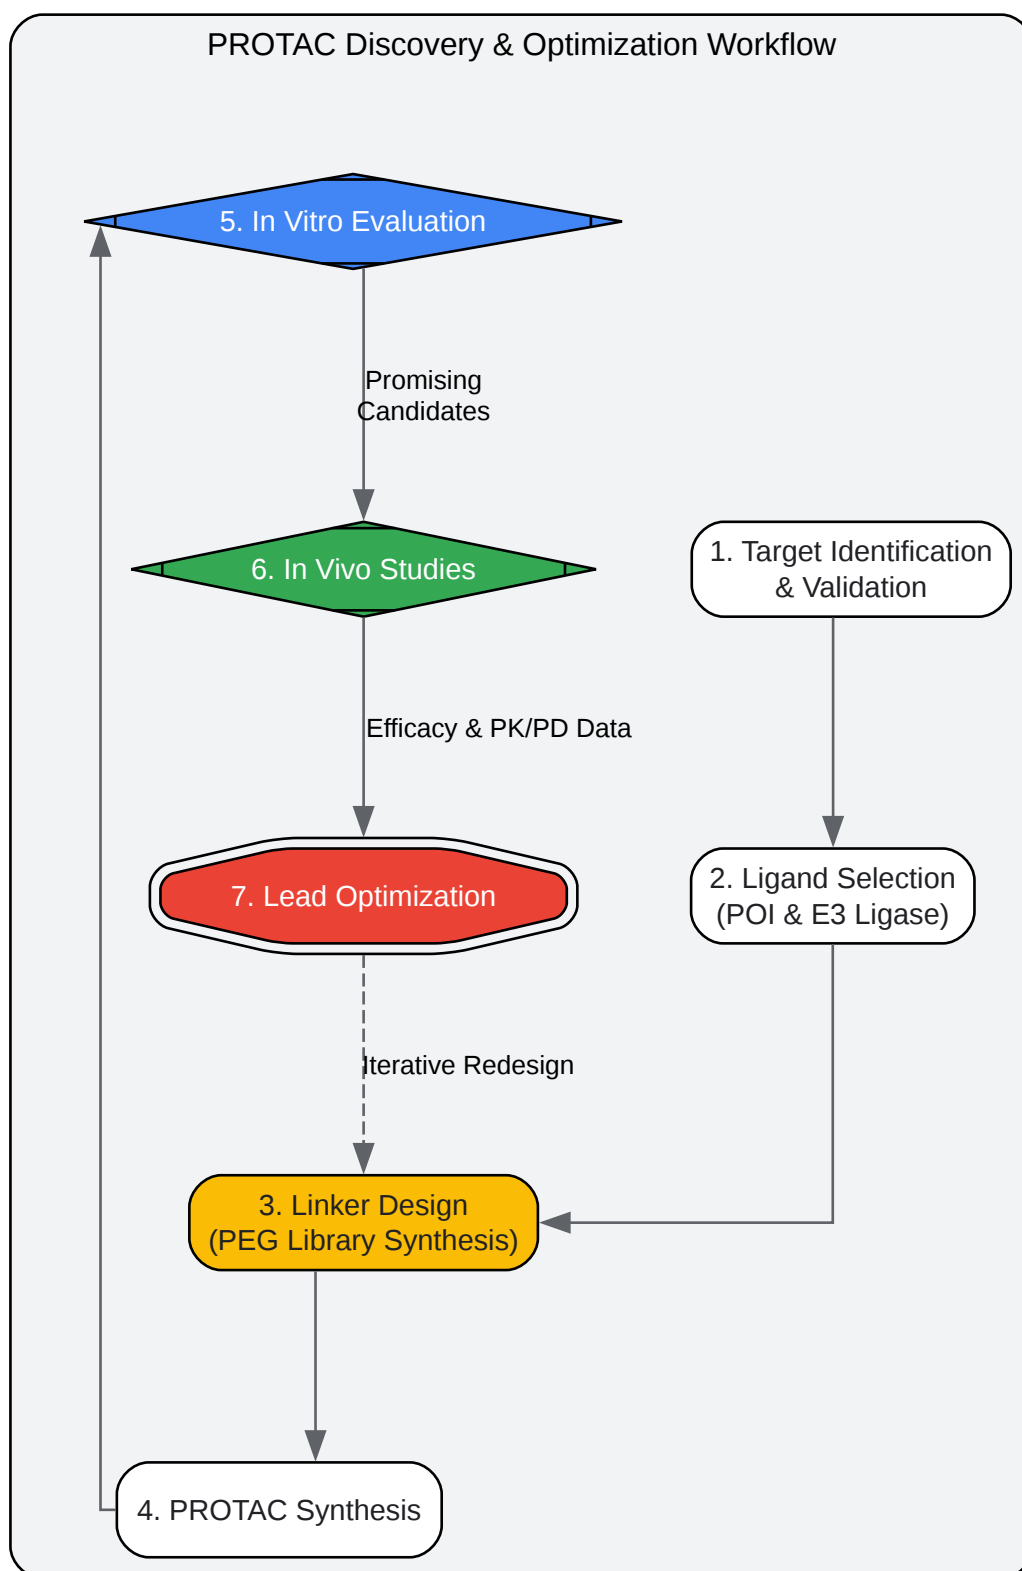 PROTAC Discovery & Optimization Workflow
5. In Vitro Evaluation
Promising
Candidates
6. In Vivo Studies
1. Target Identification
& Validation
Efficacy & PK/PD Data
7. Lead Optimization
2. Ligand Selection
(POI & E3 Ligase)
Iterative Redesign
3. Linker Design
(PEG Library Synthesis)
4. PROTAC Synthesis